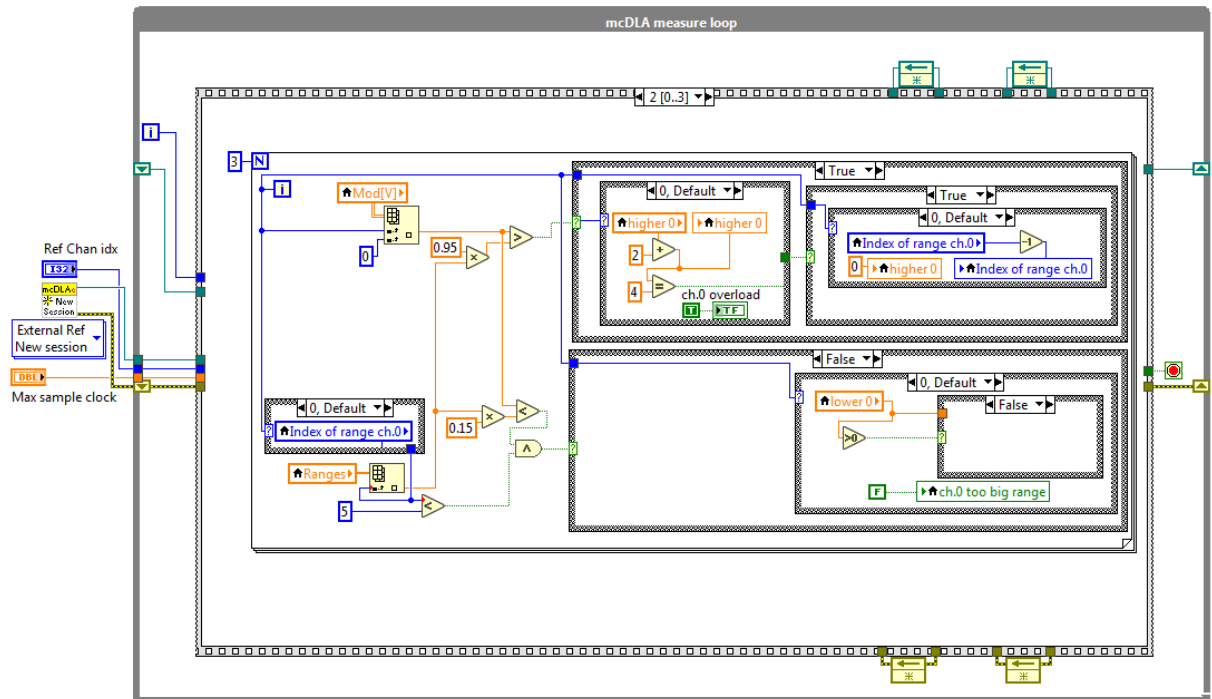 mcDLA measure loop
2 [0..3]
i
3
N
i
Mod[V]
0
0.95
True
0, Default
higher 0
higher 0
2
4
ch.0 overload
T
TF
True
0, Default
Index of range ch.0
-1
0
higher 0
Index of range ch.0
Ref Chan idx
I32
mcDLA
New
Session
External Ref
New session
DBL
Max sample clock
0, Default
Index of range ch.0
0.15
Ranges
5
False
0, Default
lower 0
>0
False
F
ch.0 too big range